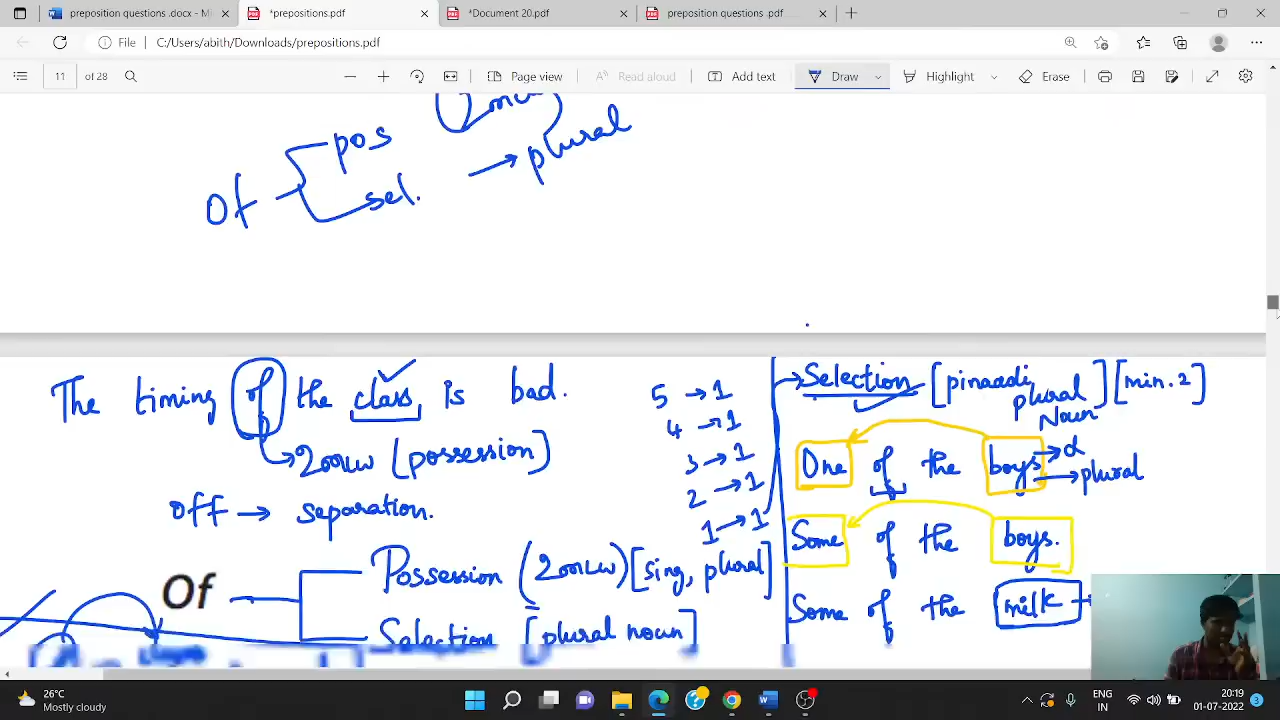 preposition questions .docx - M
*prepositions.pdf
*Document 20.pdf
preposition questions .pdf
File
C:/Users/abith/Downloads/prepositions.pdf
11 of 28
Page view
Read aloud
Add text
Draw
Highlight
Erase
Of
pos
sel.
plural
The timing of the class is bad.
[possession]
off → separation.
Of
Possession
[sing, plural]
Selection [plural noun]
5 → 1
4 → 1
3 → 1
2 → 1
1 → 1
Selection [pinaadi plural Noun] [min. 2]
One of the boys
plural
Some of the boys.
Some of the milk
26°C
Mostly cloudy
ENG
IN
20:19
01-07-2022
3